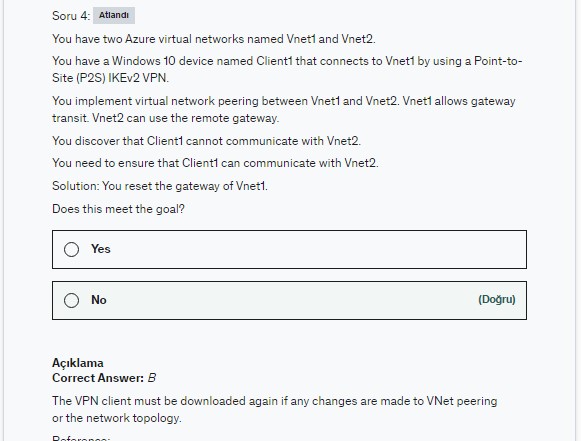 Soru 4: Atlandı
You have two Azure virtual networks named Vnet1 and Vnet2.
You have a Windows 10 device named Client1 that connects to Vnet1 by using a Point-to-
Site (P2S) IKEv2 VPN.
You implement virtual network peering between Vnet1 and Vnet2. Vnet1 allows gateway
transit. Vnet2 can use the remote gateway.
You discover that Client1 cannot communicate with Vnet2.
You need to ensure that Client1 can communicate with Vnet2.
Solution: You reset the gateway of Vnet1.
Does this meet the goal?
Yes
No (Doğru)
Açıklama
Correct Answer: B
The VPN client must be downloaded again if any changes are made to VNet peering
or the network topology.
Reference: